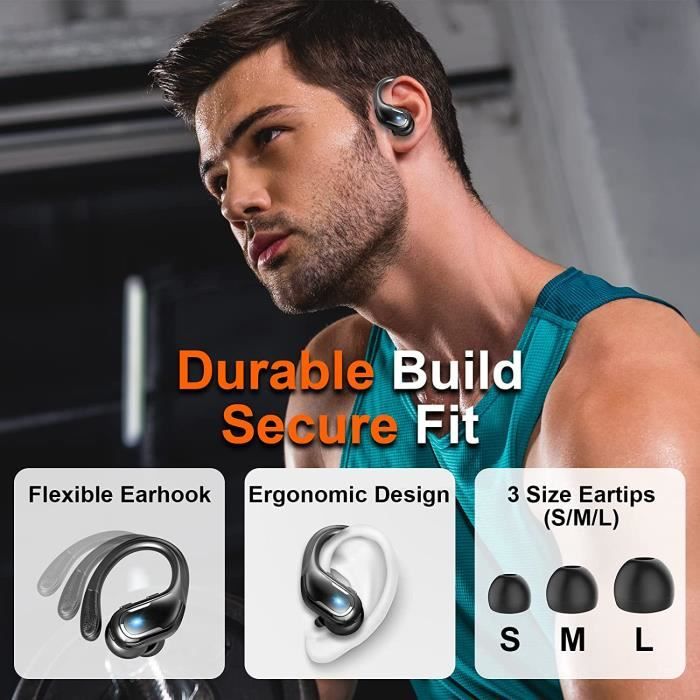 Durable Build
Secure Fit
Flexible Earhook
Ergonomic Design
3 Size Eartips
(S/M/L)
S M L